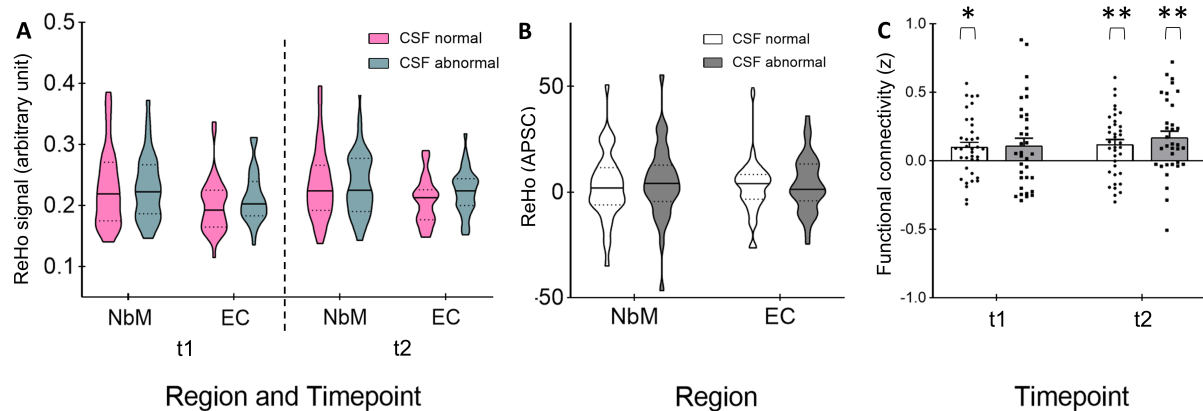 A
ReHo signal (arbitrary unit)
0.5
0.4
0.3
0.2
0.1
CSF normal
CSF abnormal
NbM EC NbM EC
t1 t2
Region and Timepoint
B
ReHo (APSC)
50
0
-50
CSF normal
CSF abnormal
NbM EC
Region
C
Functional connectivity (z)
* ** **
1.0
0.5
0.0
-0.5
-1.0
t1 t2
Timepoint